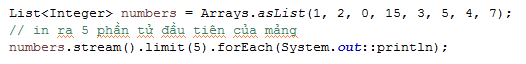 List<Integer> numbers = Arrays.asList(1, 2, 0, 15, 3, 5, 4, 7);
// in ra 5 phần tử đầu tiên của mảng
numbers.stream().limit(5).forEach(System.out::println);